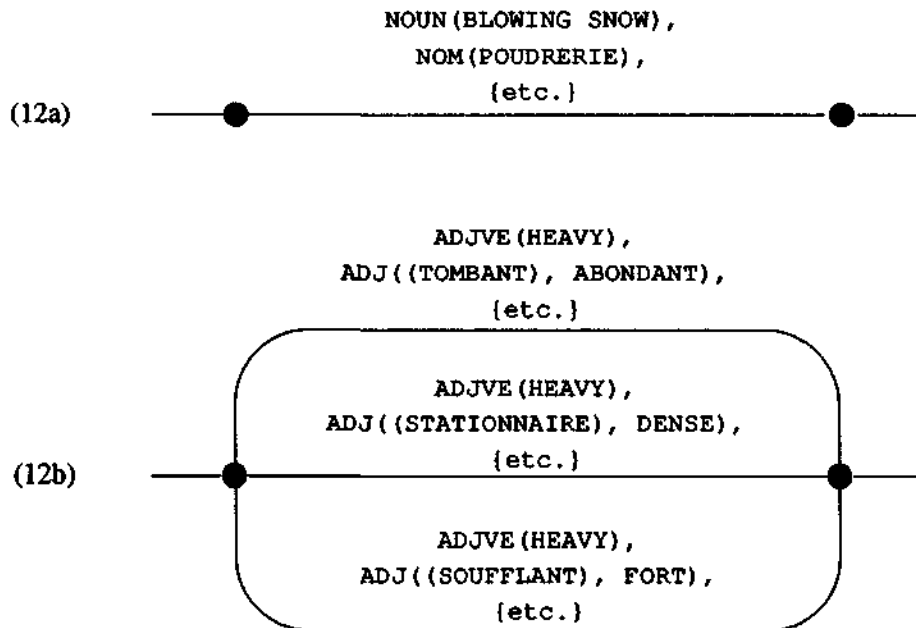 NOUN(BLOWING SNOW),
NOM(POUDRERIE),
{etc.}
(12a)
ADJVE(HEAVY),
ADJ((TOMBANT), ABONDANT),
{etc.}
ADJVE(HEAVY),
ADJ((STATIONNAIRE), DENSE),
{etc.}
(12b)
ADJVE(HEAVY),
ADJ((SOUFFLANT), FORT),
{etc.}